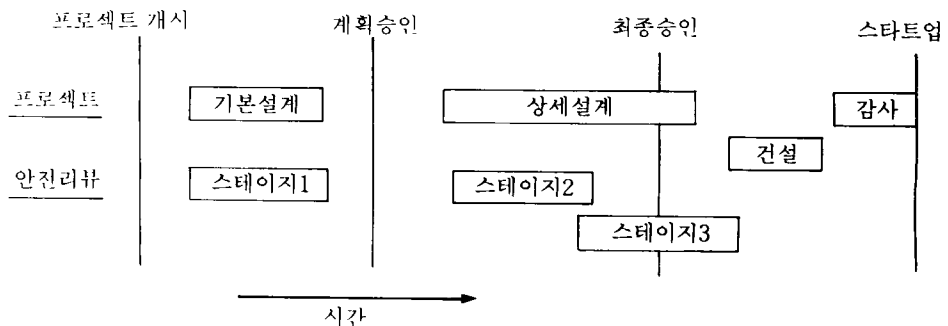 프로젝트 개시 계획승인 최종승인 스타트업
프로젝트 기본설계 상세설계 감사
건설
안전리뷰 스테이지1 스테이지2
스테이지3
시간